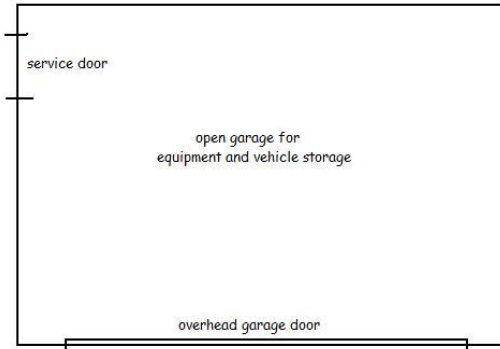 service door
open garage for
equipment and vehicle storage
overhead garage door